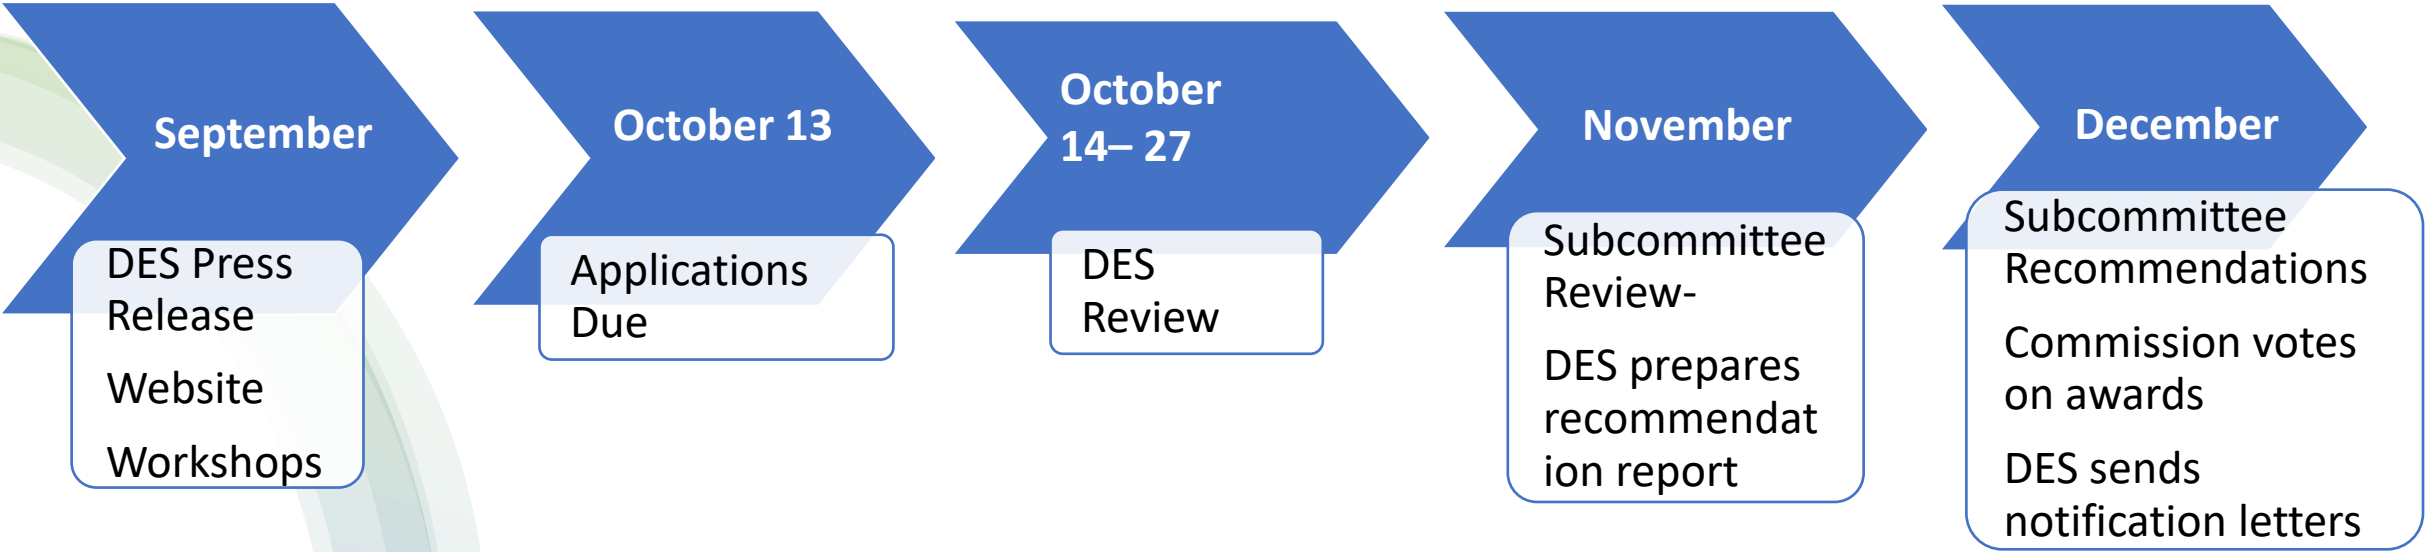 September
DES Press
Release
Website
Workshops
October 13
Applications
Due
October
14– 27
DES
Review
November
Subcommittee
Review-
DES prepares
recommendat
ion report
December
Subcommittee
Recommendations
Commission votes
on awards
DES sends
notification letters